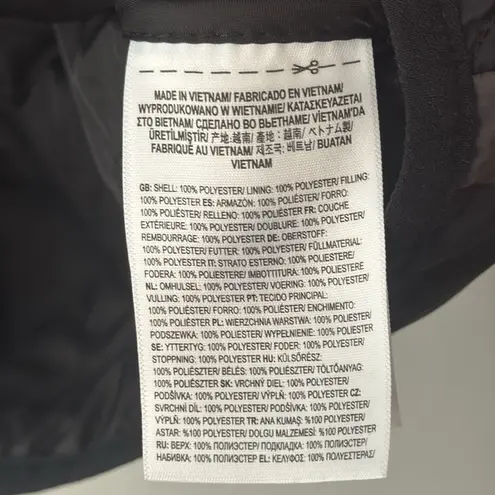 MADE IN VIETNAM/ FABRICADO EN VIETNAM/
WYPRODUKOWANO W WIETNAMIE/ ΚΑΤΑΣΚΕΥΑΖΕΤΑΙ
ΣΤΟ ΒΙΕΤΝΑΜ/ СДЕЛАНО ВО ВЬЕТНАМЕ/ VİETNAM'DA
ÜRETİLMİŞTİR/ 产地:越南/ 產地:越南/ ベトナム製/
FABRIQUÉ AU VIETNAM/ 제조국: 베트남/ BUATAN
VIETNAM
GB: SHELL: 100% POLYESTER/ LINING: 100% POLYESTER/ FILLING:
100% POLYESTER ES: ARMAZÓN: 100% POLIÉSTER/ FORRO:
100% POLIÉSTER/ RELLENO: 100% POLIÉSTER FR: COUCHE
EXTÉRIEURE: 100% POLYESTER/ DOUBLURE: 100% POLYESTER/
REMBOURRAGE: 100% POLYESTER DE: OBERSTOFF:
100% POLYESTER/ FUTTER: 100% POLYESTER/ FÜLLMATERIAL:
100% POLYESTER IT: STRATO ESTERNO: 100% POLIESTERE/
FODERA: 100% POLIESTERE/ IMBOTTITURA: 100% POLIESTERE
NL: OMHULSEL: 100% POLYESTER/ VOERING: 100% POLYESTER/
VULLING: 100% POLYESTER PT: TECIDO PRINCIPAL:
100% POLIÉSTER/ FORRO: 100% POLIÉSTER/ ENCHIMENTO:
100% POLIÉSTER PL: WIERZCHNIA WARSTWA: 100% POLIESTER/
PODSZEWKA: 100% POLIESTER/ WYPEŁNIENIE: 100% POLIESTER
SE: YTTERTYG: 100% POLYESTER/ FODER: 100% POLYESTER/
STOPPNING: 100% POLYESTER HU: KÜLSŐRÉSZ:
100% POLIÉSZTER/ BÉLÉS: 100% POLIÉSZTER/ TÖLTŐANYAG:
100% POLIÉSZTER SK: VRCHNÝ DIEL: 100% POLYESTER/
PODŠÍVKA: 100% POLYESTER/ VÝPLŇ: 100% POLYESTER CZ:
SVRCHNÍ DÍL: 100% POLYESTER/ PODŠÍVKA: 100% POLYESTER/
VÝPLŇ: 100% POLYESTER TR: ANA KUMAŞ: %100 POLYESTER/
ASTAR: %100 POLYESTER/ DOLGU MALZEMESİ: %100 POLYESTER
RU: ВЕРХ: 100% ПОЛИЭСТЕР/ ПОДКЛАДКА: 100% ПОЛИЭСТЕР/
НАБИВКА: 100% ПОЛИЭСТЕР EL: ΚΕΛΥΦΟΣ: 100% ΠΟΛΥΕΣΤΕΡΑΣ/